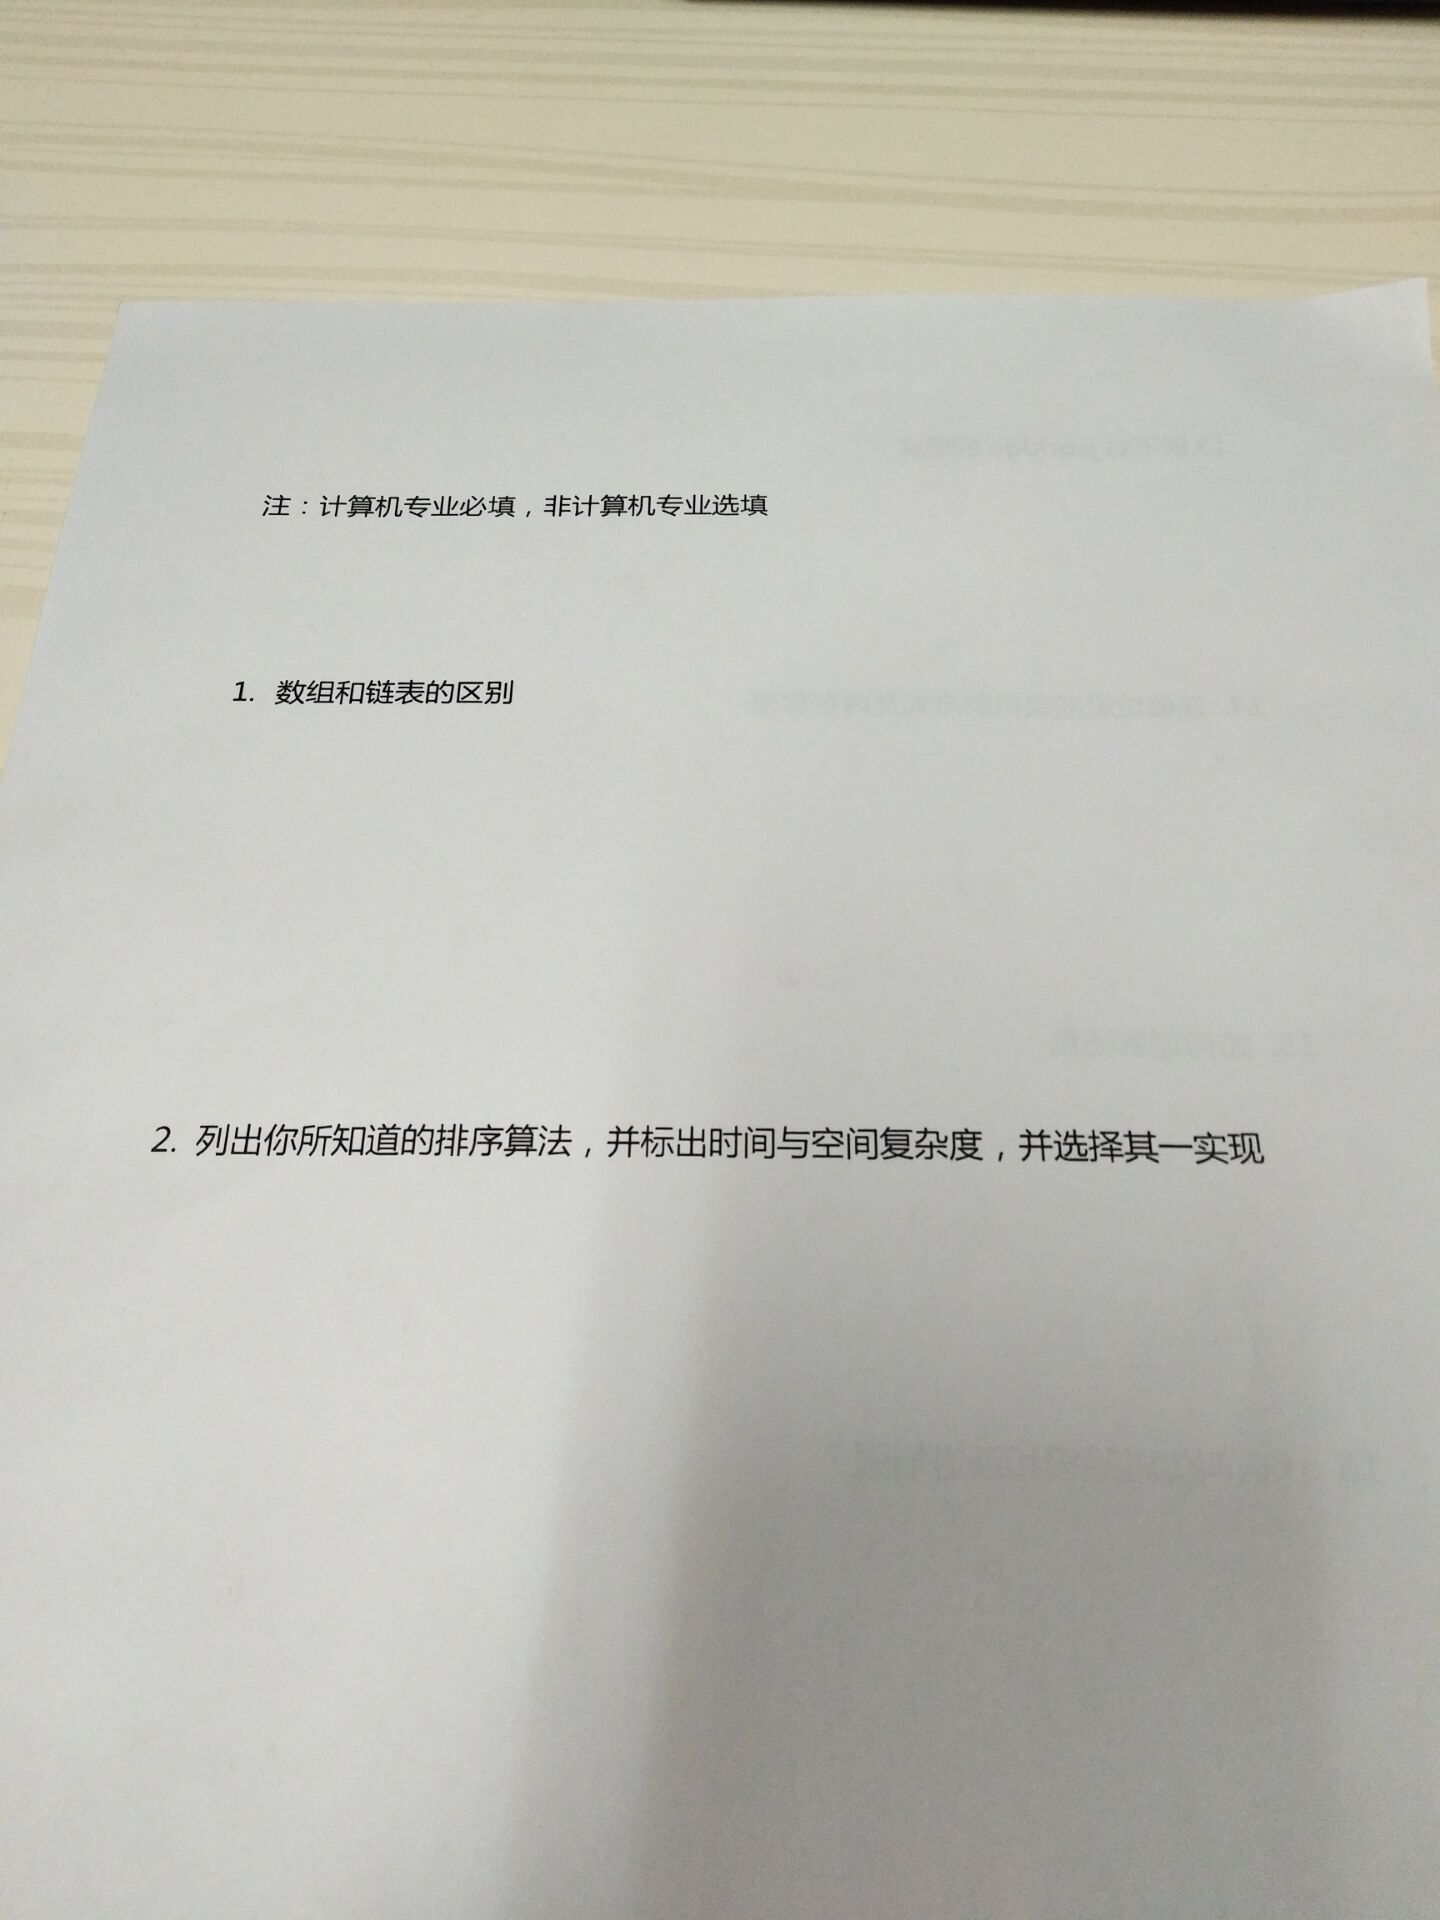 注：计算机专业必填，非计算机专业选填
1. 数组和链表的区别
2. 列出你所知道的排序算法，并标出时间与空间复杂度，并选择其一实现